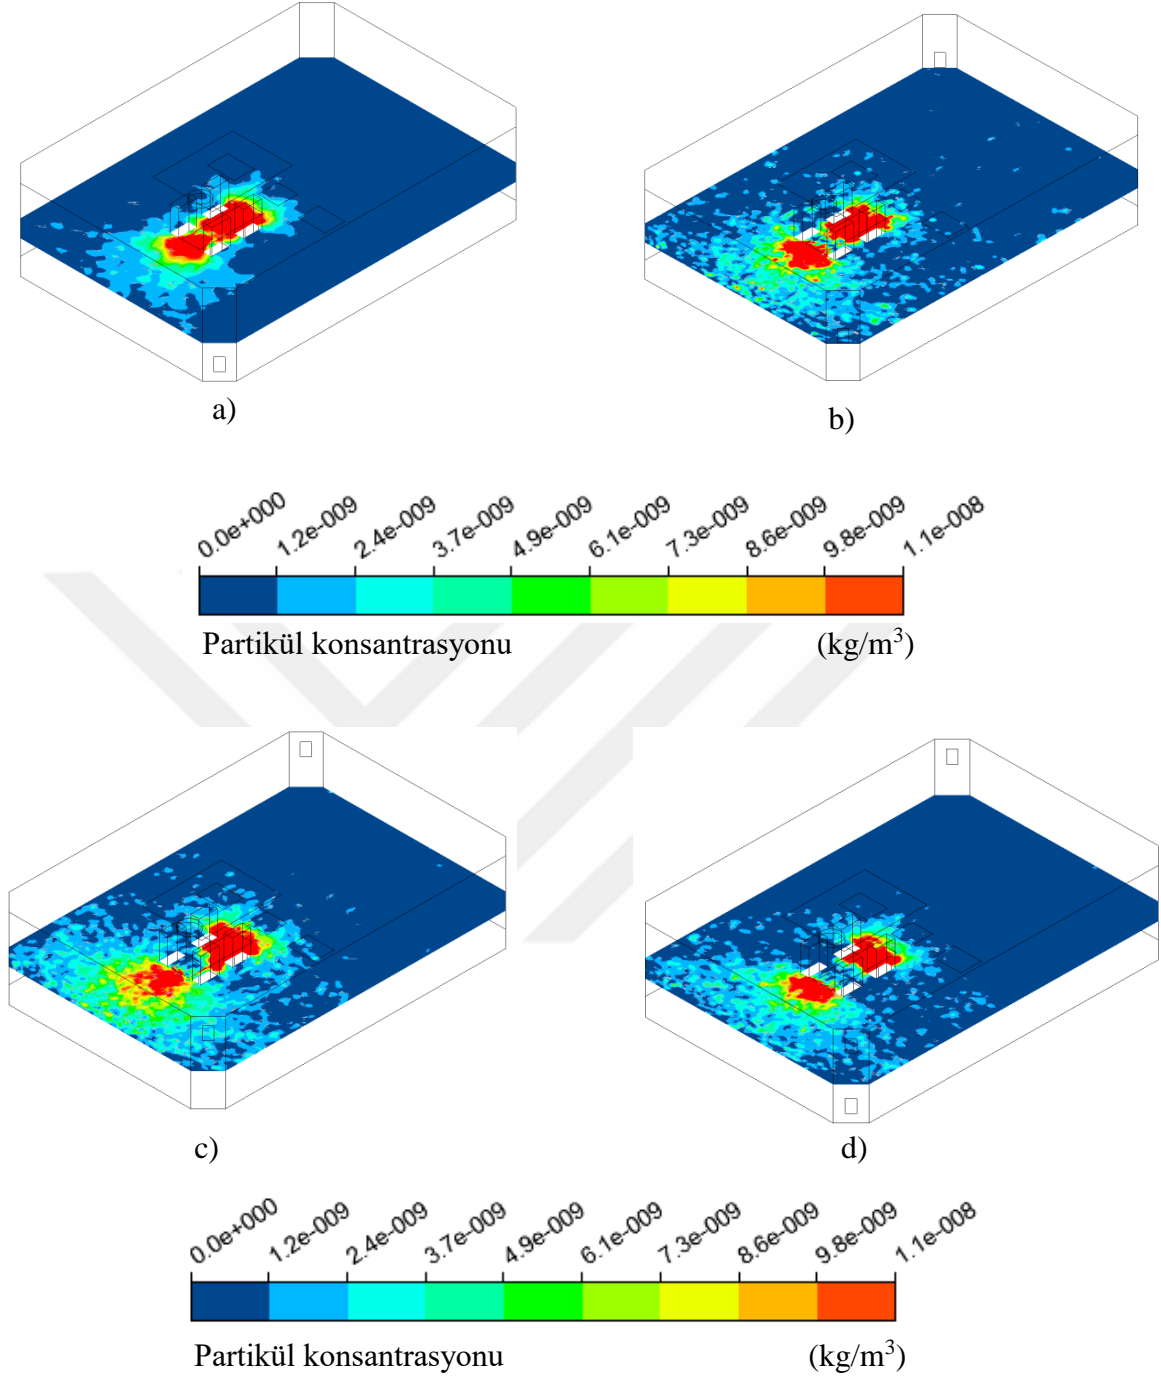 a)
b)
0.0e+000 1.2e-009 2.4e-009 3.7e-009 4.9e-009 6.1e-009 7.3e-009 8.6e-009 9.8e-009 1.1e-008
Partikül konsantrasyonu (kg/m³)
c)
d)
0.0e+000 1.2e-009 2.4e-009 3.7e-009 4.9e-009 6.1e-009 7.3e-009 8.6e-009 9.8e-009 1.1e-008
Partikül konsantrasyonu (kg/m³)